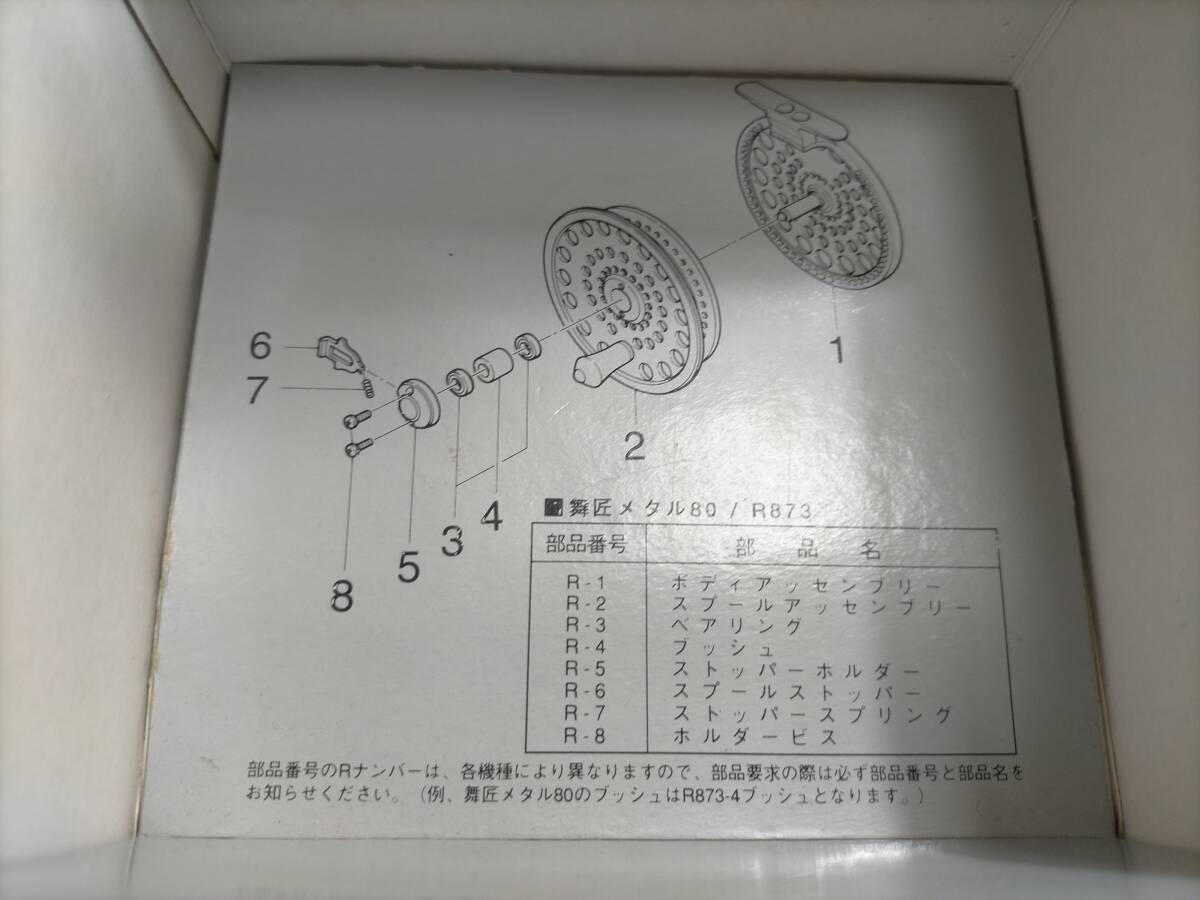 6
7
1
2
3
4
5
8
■舞匠メタル80 / R873
部品番号 部品名
R-1 ボディアッセンブリー
R-2 スプールアッセンブリー
R-3 ベアリング
R-4 ブッシュ
R-5 ストッパーホルダー
R-6 スプールストッパー
R-7 ストッパースプリング
R-8 ホルダービス
部品番号のRナンバーは、各機種により異なりますので、部品要求の際は必ず部品番号と部品名を
お知らせください。(例、舞匠メタル80のブッシュはR873-4ブッシュとなります。)